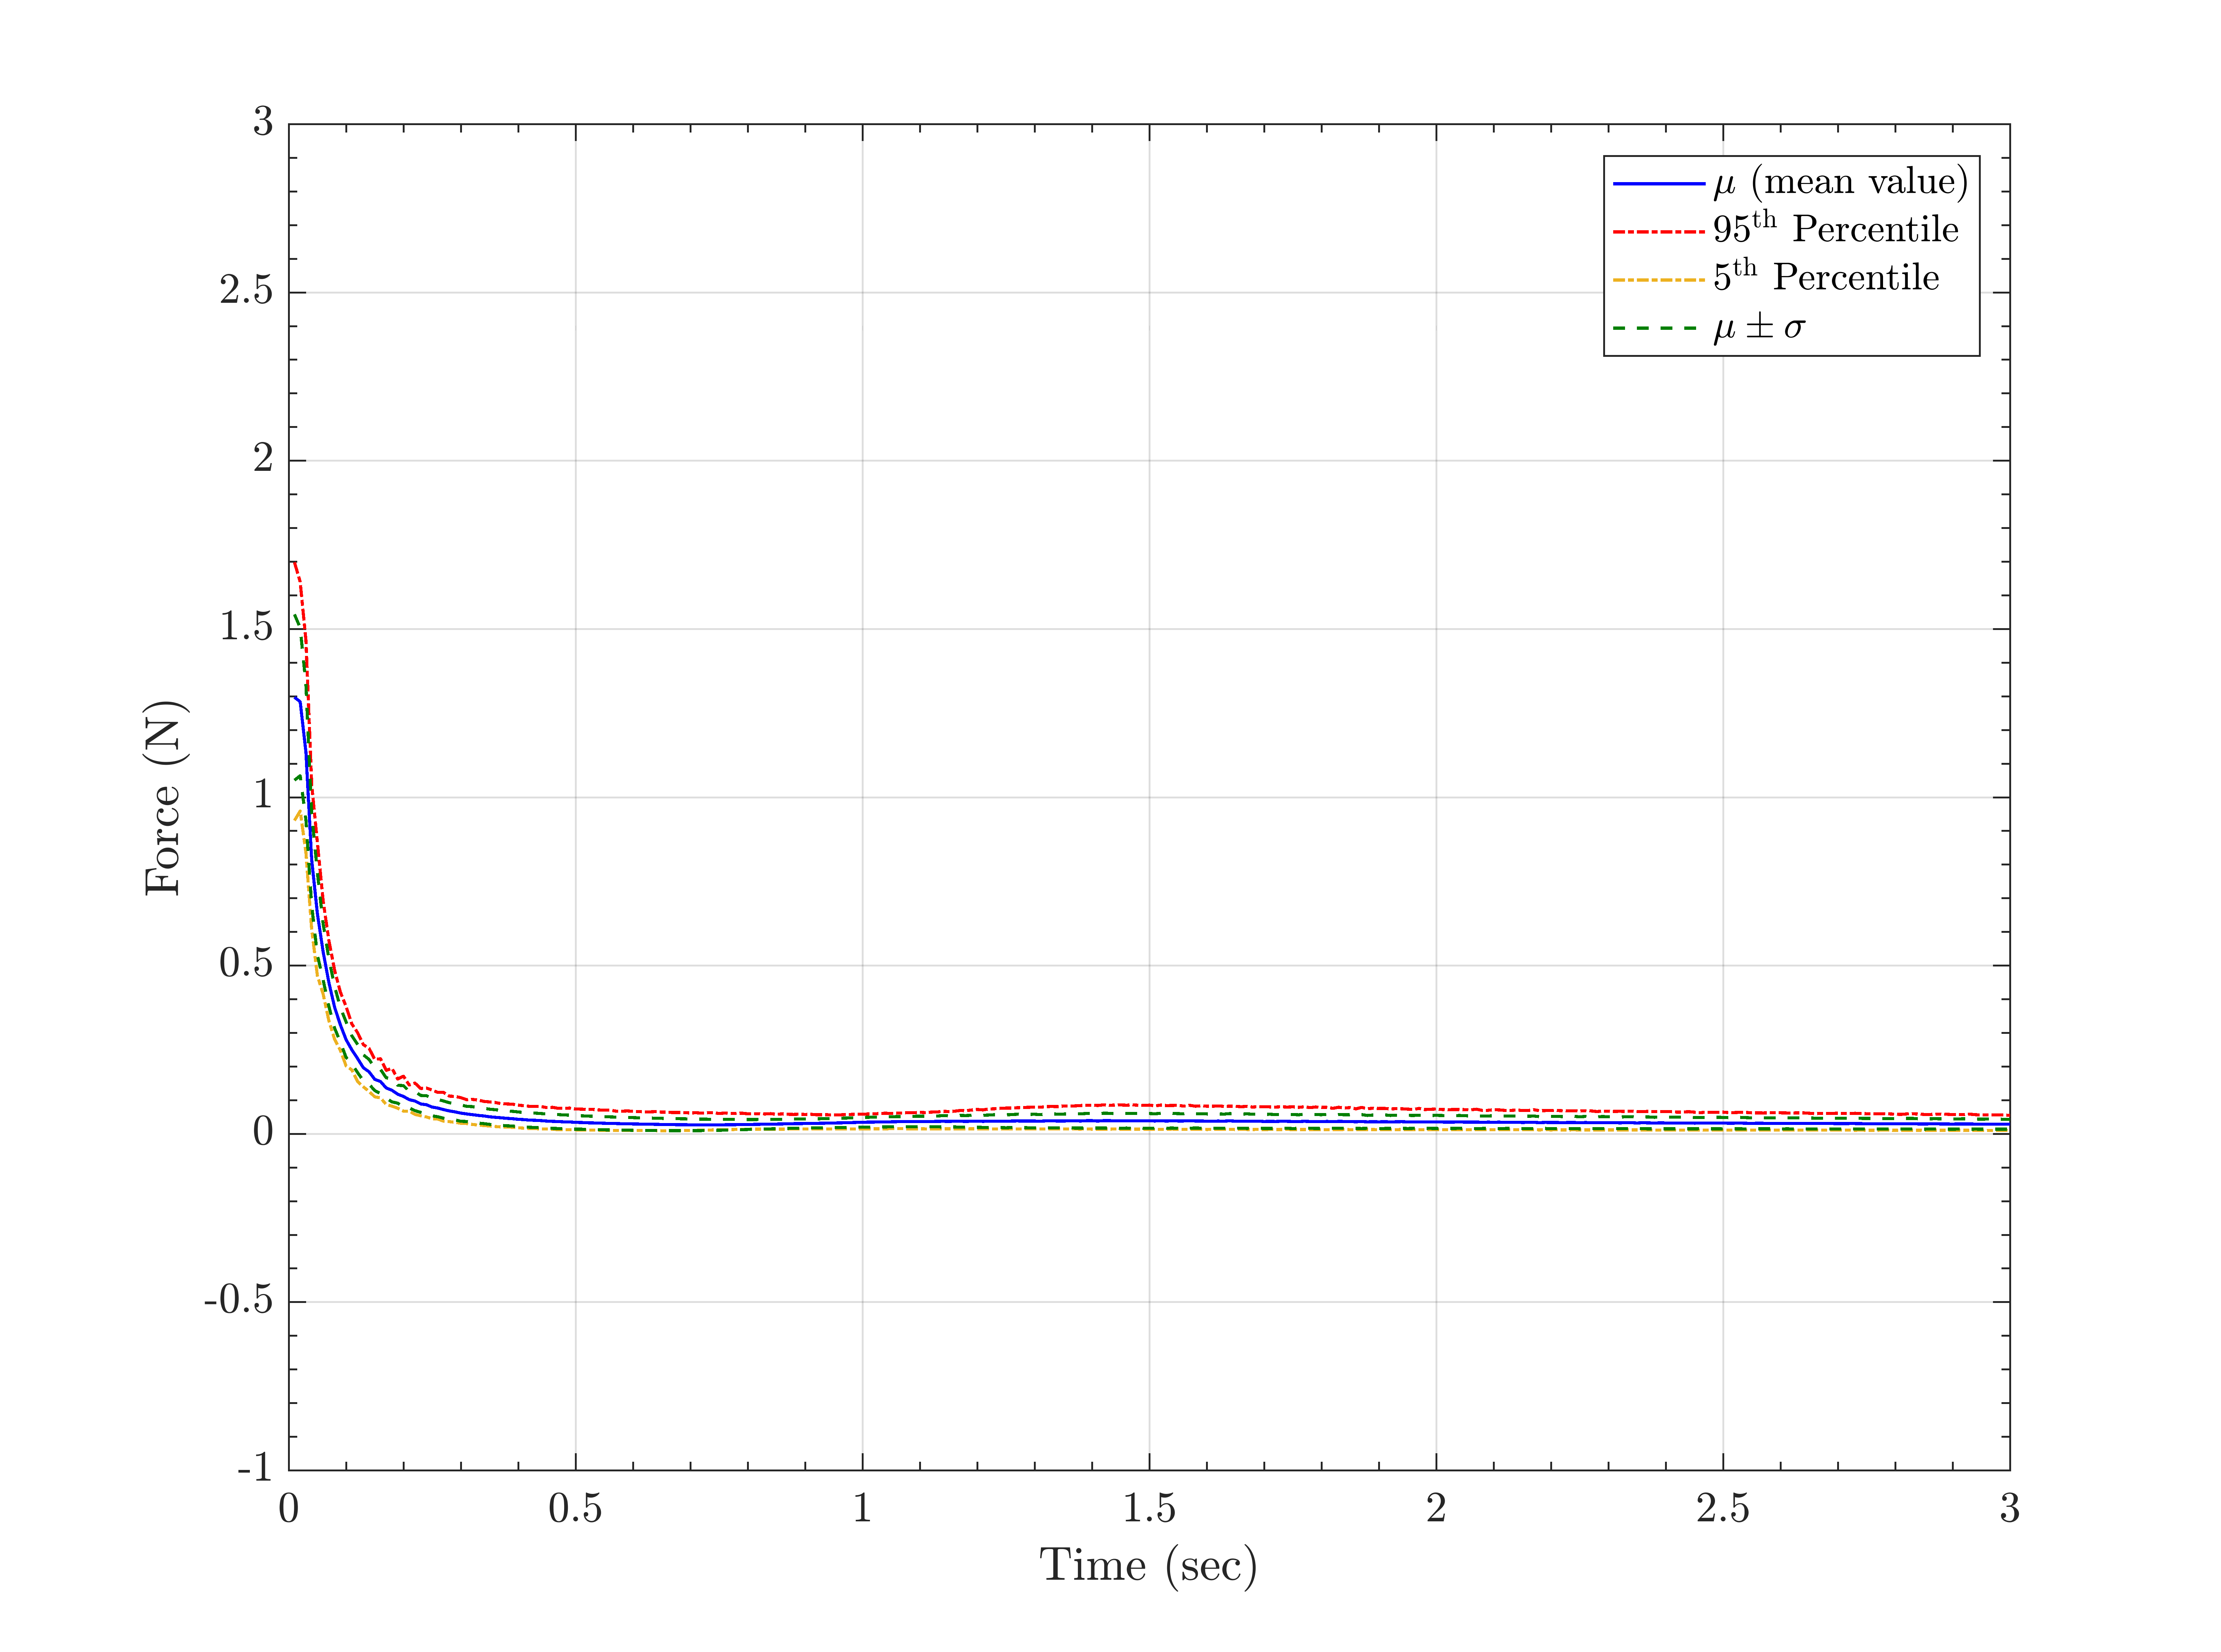 3
2.5
2
1.5
1
0.5
0
-0.5
-1
Force (N)
μ (mean value)
95th Percentile
5th Percentile
μ ± σ
0 0.5 1 1.5 2 2.5 3
Time (sec)